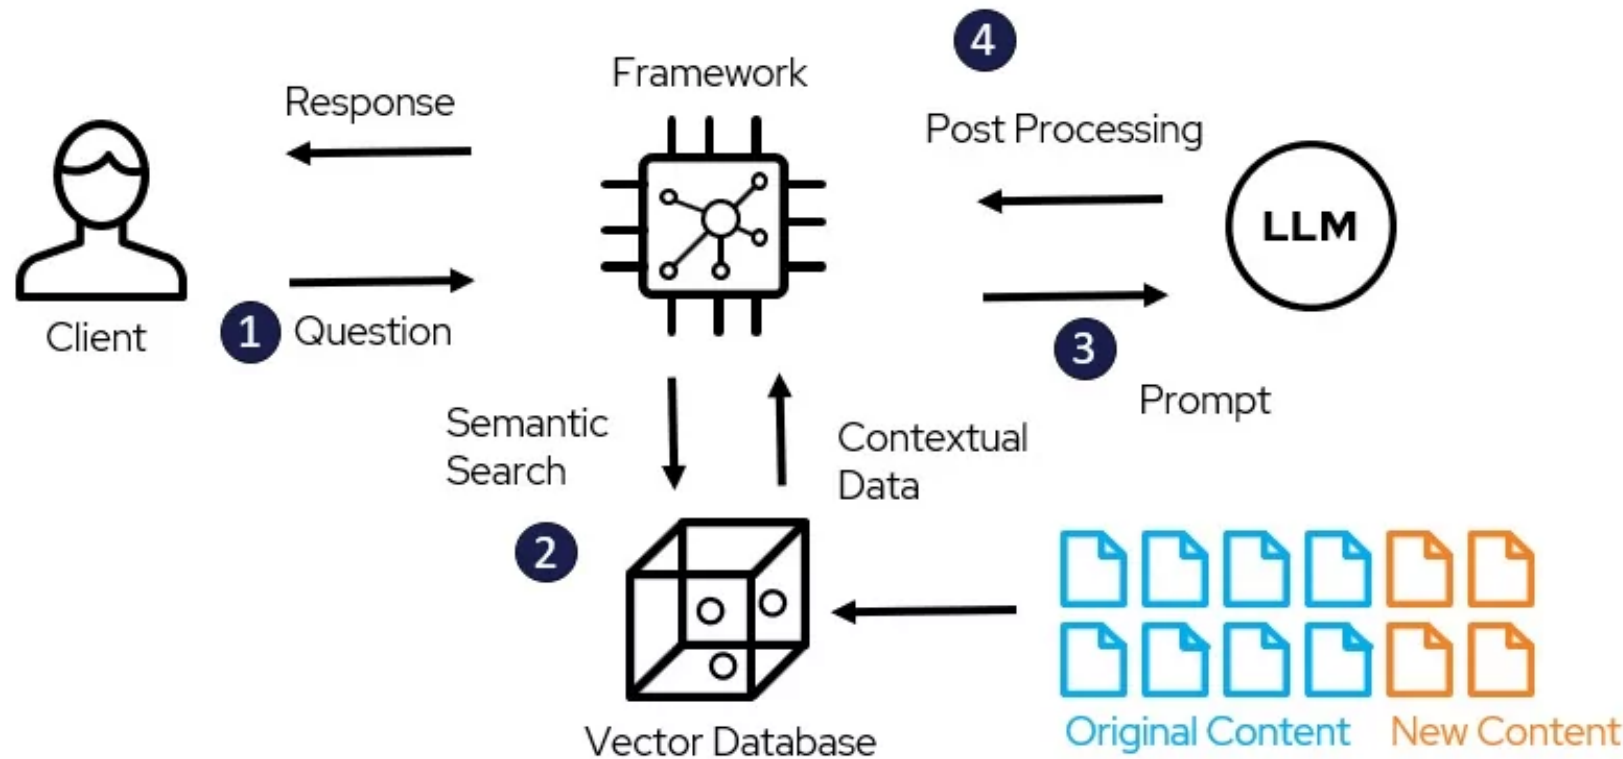 4
Framework
Response
Post Processing
LLM
Client
1 Question
3
Prompt
Semantic
Search
Contextual
Data
2
Vector Database
Original Content
New Content